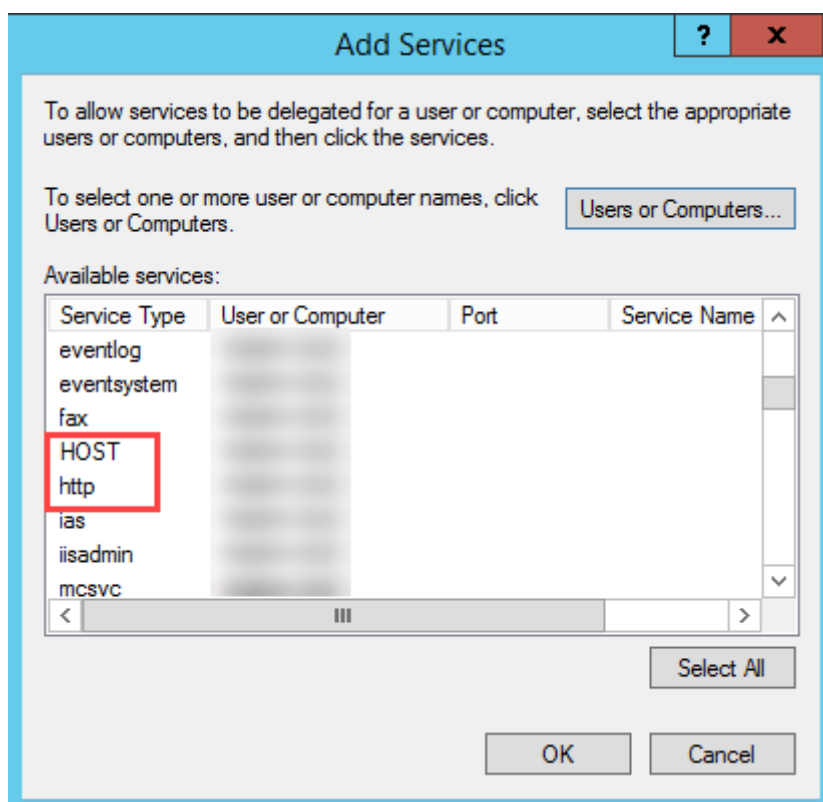 Add Services
?
x
To allow services to be delegated for a user or computer, select the appropriate
users or computers, and then click the services.
To select one or more user or computer names, click
Users or Computers.
Users or Computers...
Available services:
Service Type User or Computer Port Service Name
eventlog
eventsystem
fax
HOST
http
ias
iisadmin
mcsvc
Select All
OK Cancel